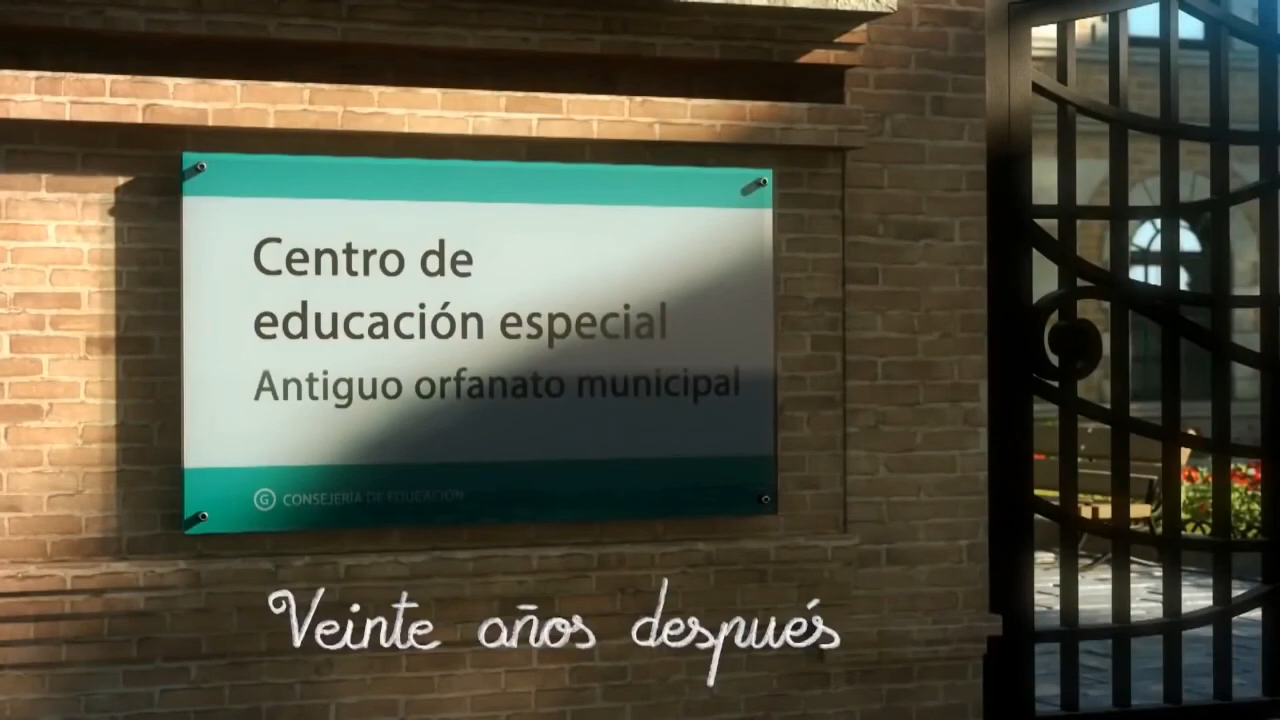 Centro de
educación especial
Antiguo orfanato municipal
G CONSEJERÍA DE EDUCACIÓN
Veinte años después